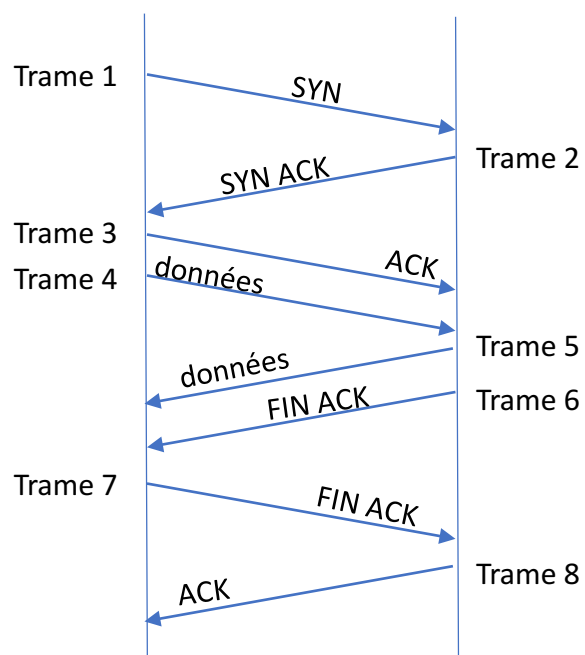 Trame 1
SYN
Trame 2
SYN ACK
Trame 3
ACK
Trame 4
données
Trame 5
données
Trame 6
FIN ACK
Trame 7
FIN ACK
Trame 8
ACK